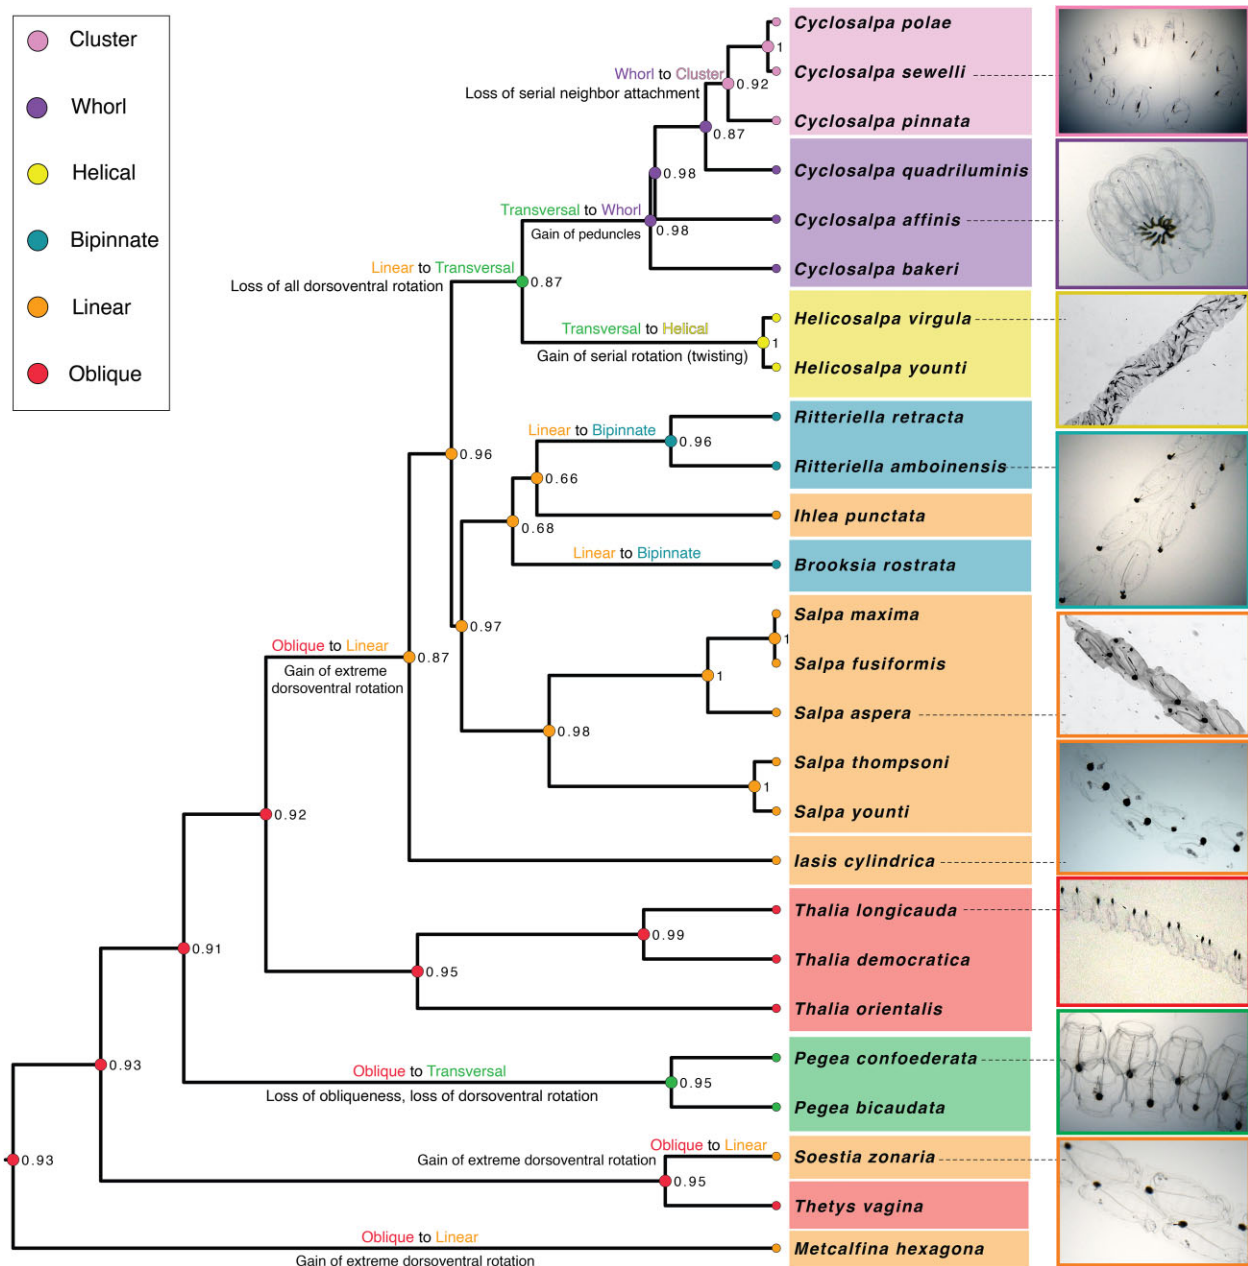 Cluster
Whorl
Helical
Bipinnate
Linear
Oblique
Cyclosalpa polae
1
Whorl to Cluster
Cyclosalpa sewelli
0.92
Loss of serial neighbor attachment
Cyclosalpa pinnata
0.87
Cyclosalpa quadriluminis
0.98
Transversal to Whorl
Cyclosalpa affinis
Gain of peduncles
0.98
Linear to Transversal
Cyclosalpa bakeri
Loss of all dorsoventral rotation
0.87
Helicosalpa virgula
Transversal to Helical
1
Gain of serial rotation (twisting)
Helicosalpa younti
Ritteriella retracta
Linear to Bipinnate
0.96
0.96
Ritteriella amboinensis
0.66
Ihlea punctata
0.68
Linear to Bipinnate
Brooksia rostrata
Salpa maxima
0.97
1
Oblique to Linear
0.87
Salpa fusiformis
Gain of extreme
dorsoventral rotation
1
Salpa aspera
0.98
Salpa thompsoni
1
Salpa younti
0.92
Iasis cylindrica
Thalia longicauda
0.99
0.91
Thalia democratica
0.95
Thalia orientalis
0.93
Pegea confoederata
Oblique to Transversal
0.95
Loss of obliqueness, loss of dorsoventral rotation
Pegea bicaudata
Oblique to Linear
0.93
Gain of extreme dorsoventral rotation
Soestia zonaria
0.95
Thetys vagina
Oblique to Linear
Metcalfina hexagona
Gain of extreme dorsoventral rotation